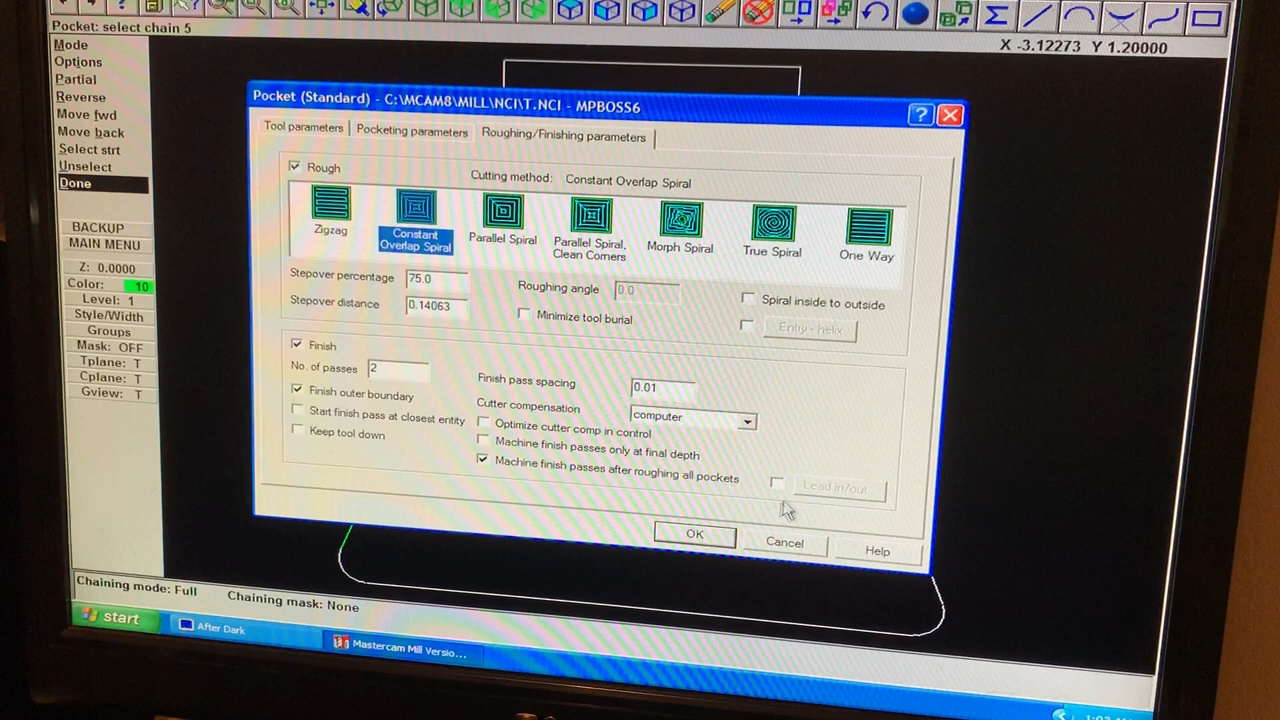 Pocket: select chain 5
X -3.12273 Y 1.20000
Mode
Options
Partial
Reverse
Move fwd
Move back
Select strt
Unselect
Done
BACKUP
MAIN MENU
Z: 0.0000
Color: 10
Level: 1
Style/Width
Groups
Mask: OFF
Tplane: T
Cplane: T
Gview: T
Pocket (Standard) - C:\MCAM8\MILL\NCI\T.NCI - MPBOSS6
Tool parameters
Pocketing parameters
Roughing/Finishing parameters
Rough
Cutting method: Constant Overlap Spiral
Zigzag
Constant
Overlap Spiral
Parallel Spiral
Parallel Spiral,
Clean Corners
Morph Spiral
True Spiral
One Way
Stepover percentage 75.0
Stepover distance 0.14063
Roughing angle 0.0
Minimize tool burial
Spiral inside to outside
Entry - helix
Finish
No. of passes 2
Finish outer boundary
Start finish pass at closest entity
Keep tool down
Finish pass spacing 0.01
Cutter compensation computer
Optimize cutter comp in control
Machine finish passes only at final depth
Machine finish passes after roughing all pockets
Lead in/out
OK
Cancel
Help
Chaining mode: Full
Chaining mask: None
start
After Dark
Mastercam Mill Versio...